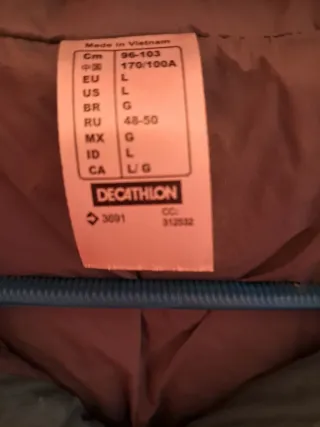 Made in Vietnam
Cm 96-103
中国 170/100A
EU L
US L
BR G
RU 48-50
MX G
ID L
CA L/ G
DECATHLON
3691 CC:
312532